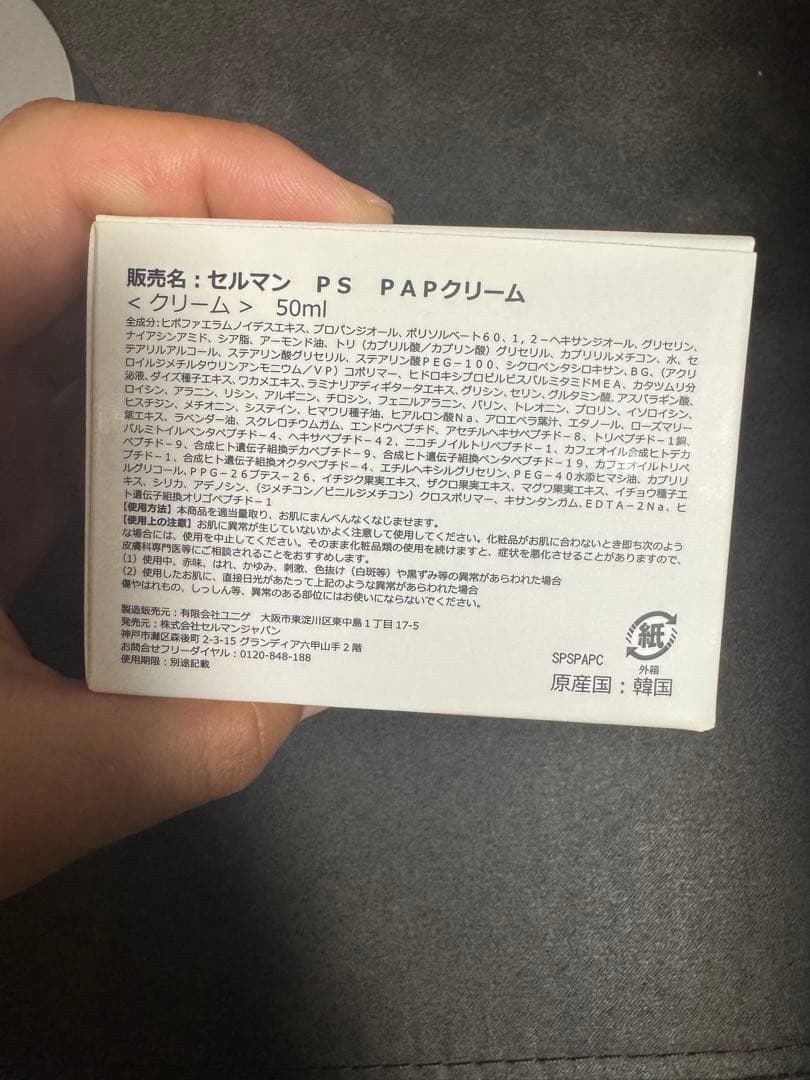 販売名：セルマン　ＰＳ　ＰＡＰクリーム
＜ クリーム ＞　50ml
全成分:ヒポファエラムノイデスエキス、プロパンジオール、ポリソルベート６０、１，２－ヘキサンジオール、グリセリン、
ナイアシンアミド、シア脂、アーモンド油、トリ（カプリル酸／カプリン酸）グリセリル、カプリリルメチコン、水、セ
テアリルアルコール、ステアリン酸グリセリル、ステアリン酸ＰＥＧ－100、シクロペンタシロキサン、ＢＧ、（アクリ
ロイルジメチルタウリンアンモニウム／ＶＰ）コポリマー、ヒドロキシプロピルビスパルミタミドＭＥＡ、カタツムリ分
泌液、ダイズ種子エキス、ワカメエキス、ラミナリアディギタータエキス、グリシン、セリン、グルタミン酸、アスパラギン酸、
ロイシン、アラニン、リシン、アルギニン、チロシン、フェニルアラニン、バリン、トレオニン、プロリン、イソロイシン、
ヒスチジン、メチオニン、システイン、ヒマワリ種子油、ヒアルロン酸Ｎａ、アロエベラ葉汁、エタノール、ローズマリー
葉エキス、ラベンダー油、スクレロチウムガム、エンドウペプチド、アセチルヘキサペプチド－８、トリペプチド－１銅、
パルミトイルペンタペプチド－４、ヘキサペプチド－42、ニコチノイルトリペプチド－１、カフェオイル合成ヒトデカ
ペプチド－９、合成ヒト遺伝子組換デカペプチド－９、合成ヒト遺伝子組換ペンタペプチド－19、カフェオイルトリペ
プチド－１、合成ヒト遺伝子組換オクタペプチド－４、エチルヘキシルグリセリン、ＰＥＧ－40水添ヒマシ油、カプリリ
ルグリコール、ＰＰＧ－26ブテス－26、イチジク果実エキス、ザクロ果実エキス、マグワ果実エキス、イチョウ種子エ
キス、シリカ、アデノシン、（ジメチコン／ビニルジメチコン）クロスポリマー、キサンタンガム、ＥＤＴＡ－２Ｎａ、ヒ
ト遺伝子組換オリゴペプチド－１
【使用方法】本商品を適当量取り、お肌にまんべんなくなじませます。
【使用上の注意】お肌に異常が生じていないかよく注意して使用してください。化粧品がお肌に合わないとき即ち次のよう
な場合には、使用を中止してください。そのまま化粧品類の使用を続けますと、症状を悪化させることがありますので、
皮膚科専門医等にご相談されることをおすすめします。
（1）使用中、赤味、はれ、かゆみ、刺激、色抜け（白斑等）や黒ずみ等の異常があらわれた場合
（2）使用したお肌に、直接日光があたって上記のような異常があらわれた場合
傷やはれもの、しっしん等、異常のある部位にはお使いにならないでください。
製造販売元：有限会社ユニゲ　大阪市東淀川区東中島１丁目17-5
発売元：株式会社セルマンジャパン
神戸市灘区森後町 2-3-15 グランディア六甲山手２階
お問合せフリーダイヤル：0120-848-188
使用期限：別途記載
SPSPAPC
紙
外箱
原産国：韓国